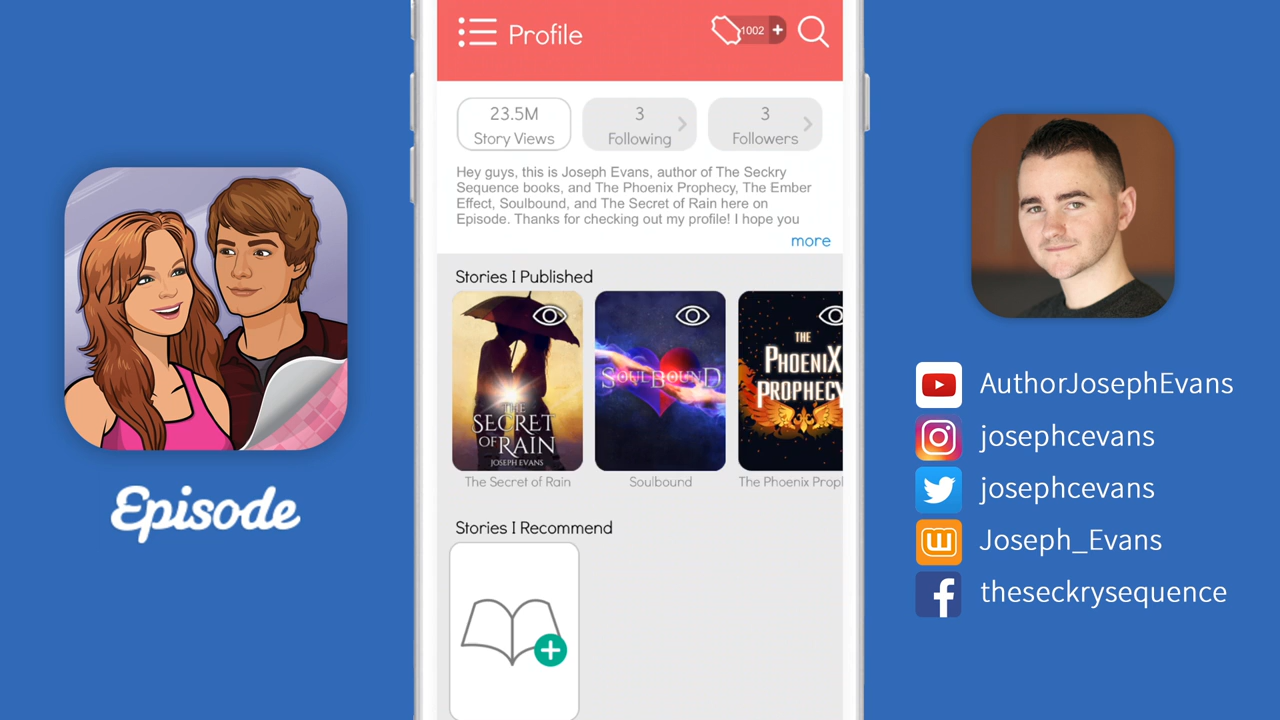 Profile
1002
23.5M
Story Views
3
Following
3
Followers
Hey guys, this is Joseph Evans, author of The Seckry
Sequence books, and The Phoenix Prophecy, The Ember
Effect, Soulbound, and The Secret of Rain here on
Episode. Thanks for checking out my profile! I hope you
more
Stories I Published
THE
SECRET
OF RAIN
JOSEPH EVANS
SOULBOUND
THE
PHOENIX
PROPHECY
The Secret of Rain
Soulbound
The Phoenix Proph
Stories I Recommend
Episode
AuthorJosephEvans
josephcevans
josephcevans
Joseph_Evans
theseckrysequence